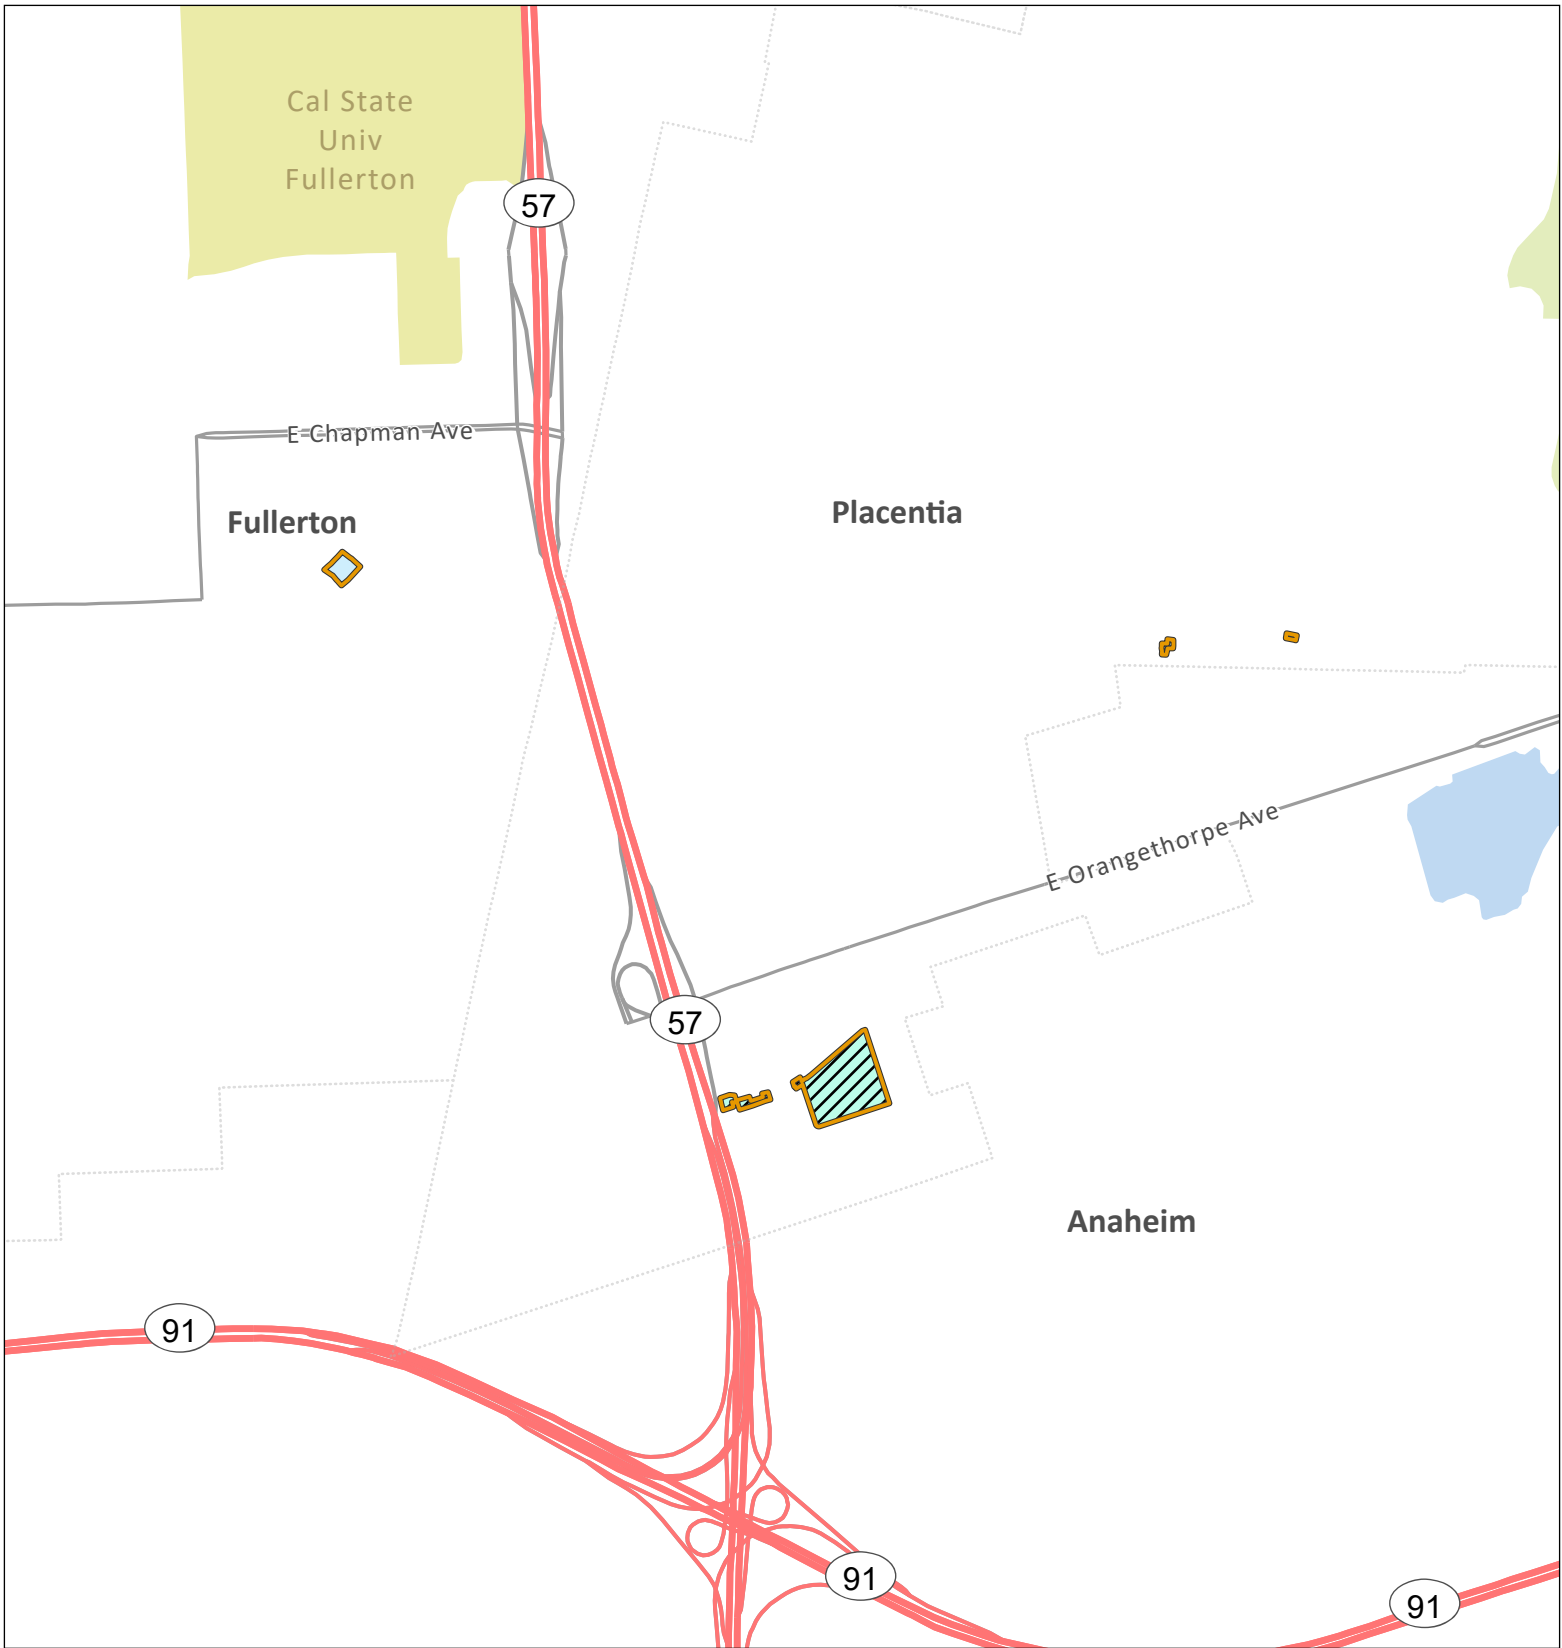 Cal State
Univ
Fullerton
57
E Chapman Ave
Fullerton
Placentia
E Orangethorpe Ave
57
Anaheim
91
91
91